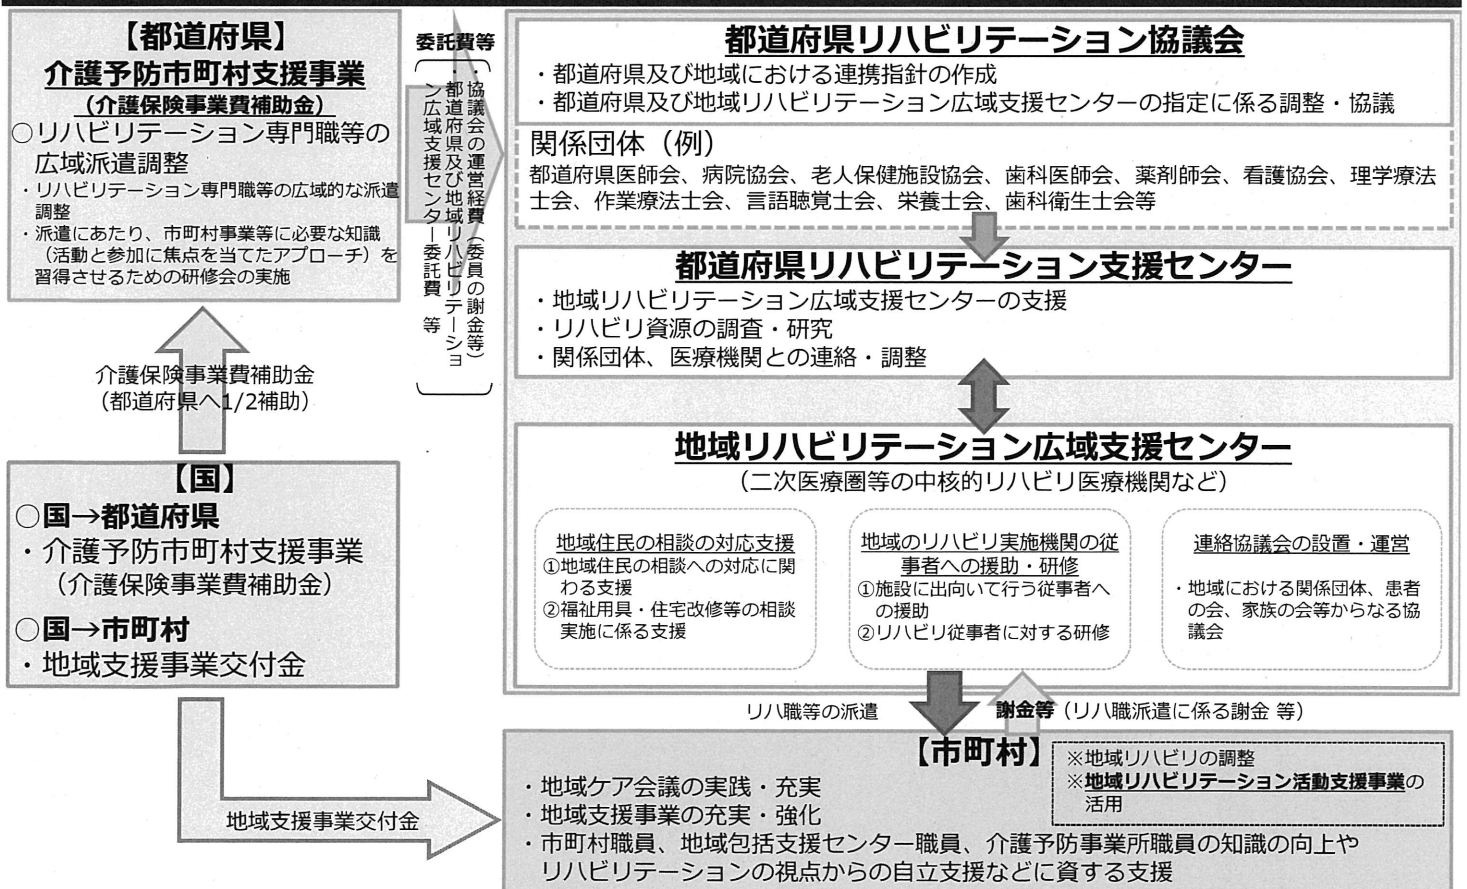 【都道府県】
介護予防市町村支援事業
（介護保険事業費補助金）
○リハビリテーション専門職等の
広域派遣調整
・リハビリテーション専門職等の広域的な派遣
調整
・派遣にあたり、市町村事業等に必要な知識
（活動と参加に焦点を当てたアプローチ）を
習得させるための研修会の実施
委託費等
・協議会の運営経費（委員の謝金等）
・都道府県及び地域リハビリテーショ
ン広域支援センター委託費　等
介護保険事業費補助金
（都道府県へ1/2補助）
【国】
○国→都道府県
・介護予防市町村支援事業
（介護保険事業費補助金）
○国→市町村
・地域支援事業交付金
地域支援事業交付金
都道府県リハビリテーション協議会
・都道府県及び地域における連携指針の作成
・都道府県及び地域リハビリテーション広域支援センターの指定に係る調整・協議
関係団体（例）
都道府県医師会、病院協会、老人保健施設協会、歯科医師会、薬剤師会、看護協会、理学療法
士会、作業療法士会、言語聴覚士会、栄養士会、歯科衛生士会等
都道府県リハビリテーション支援センター
・地域リハビリテーション広域支援センターの支援
・リハビリ資源の調査・研究
・関係団体、医療機関との連絡・調整
地域リハビリテーション広域支援センター
（二次医療圏等の中核的リハビリ医療機関など）
地域住民の相談の対応支援
①地域住民の相談への対応に関
わる支援
②福祉用具・住宅改修等の相談
実施に係る支援
地域のリハビリ実施機関の従
事者への援助・研修
①施設に出向いて行う従事者へ
の援助
②リハビリ従事者に対する研修
連絡協議会の設置・運営
・地域における関係団体、患者
の会、家族の会等からなる協
議会
リハ職等の派遣
謝金等（リハ職派遣に係る謝金 等）
【市町村】
※地域リハビリの調整
※地域リハビリテーション活動支援事業の
活用
・地域ケア会議の実践・充実
・地域支援事業の充実・強化
・市町村職員、地域包括支援センター職員、介護予防事業所職員の知識の向上や
リハビリテーションの視点からの自立支援などに資する支援